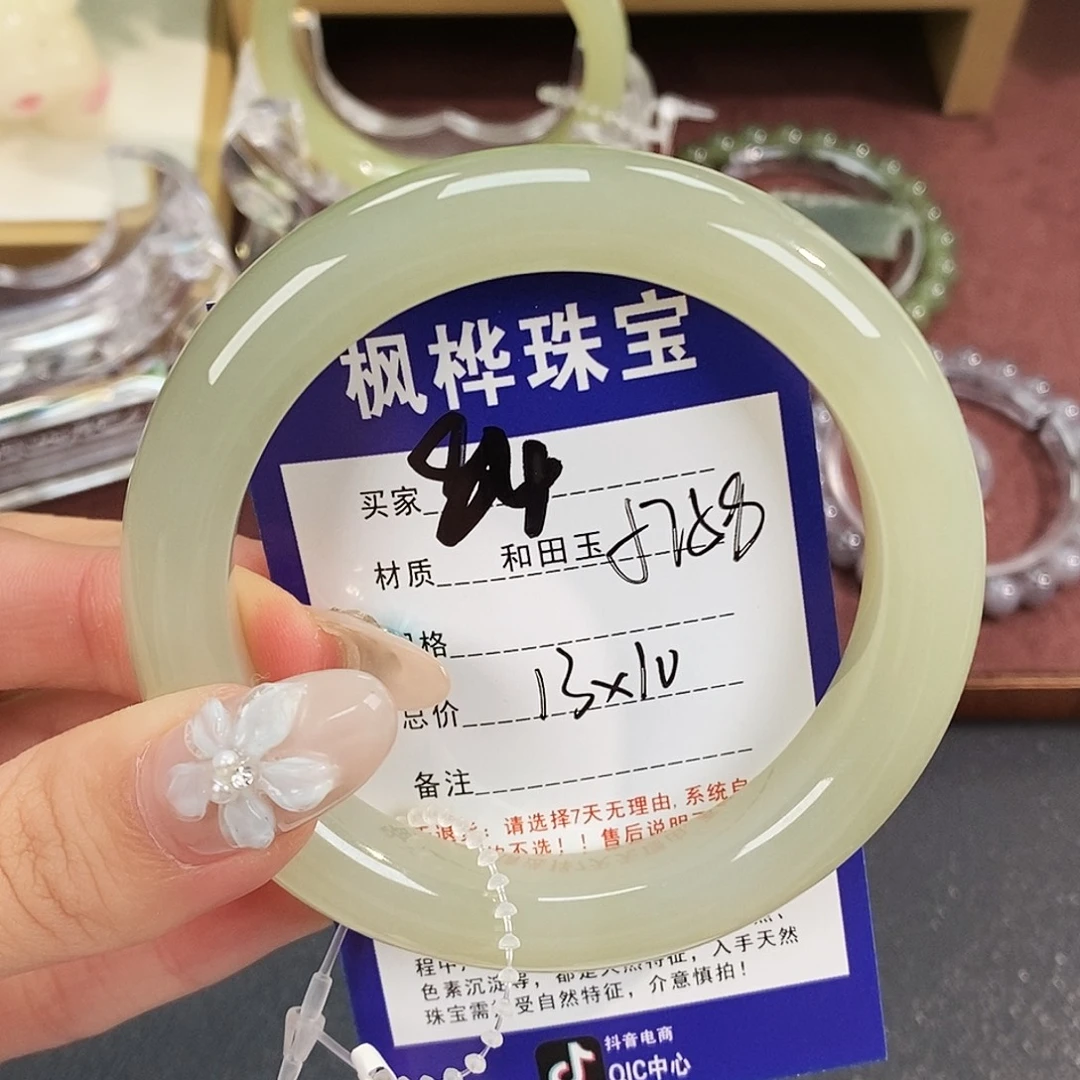 枫桦珠宝
买家 84
材质 和田玉
格
13×10
总价
备注
请选择7天无理由,系统自
不选！！售后说明
色素沉淀等，都是天然特征，入手天然
珠宝需 受自然特征，介意慎拍！
抖音电商
QIC中心